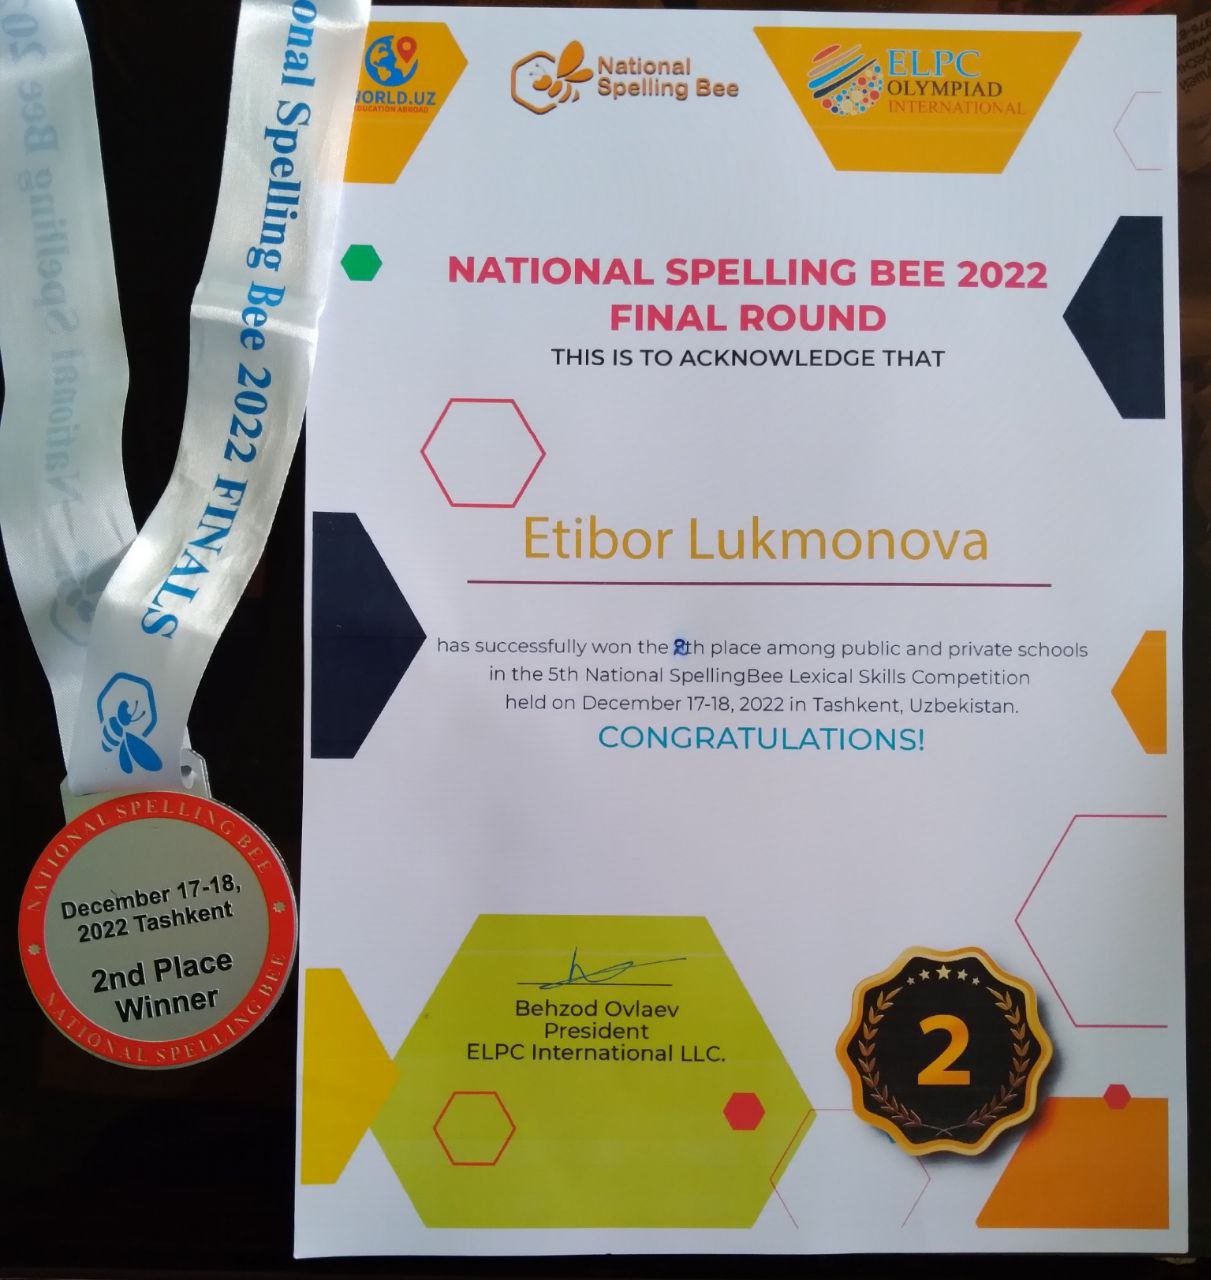 WORLD.UZ
EDUCATION ABROAD
National
Spelling Bee
ELPC
OLYMPIAD
INTERNATIONAL
NATIONAL SPELLING BEE 2022
FINAL ROUND
THIS IS TO ACKNOWLEDGE THAT
Etibor Lukmonova
has successfully won the 2th place among public and private schools
in the 5th National SpellingBee Lexical Skills Competition
held on December 17-18, 2022 in Tashkent, Uzbekistan.
CONGRATULATIONS!
Behzod Ovlaev
President
ELPC International LLC.
2
onal Spelling Bee 2022 FINALS
National Spelling Bee 202
NATIONAL SPELLING BEE
December 17-18,
2022 Tashkent
2nd Place
Winner
NATIONAL SPELLING BEE